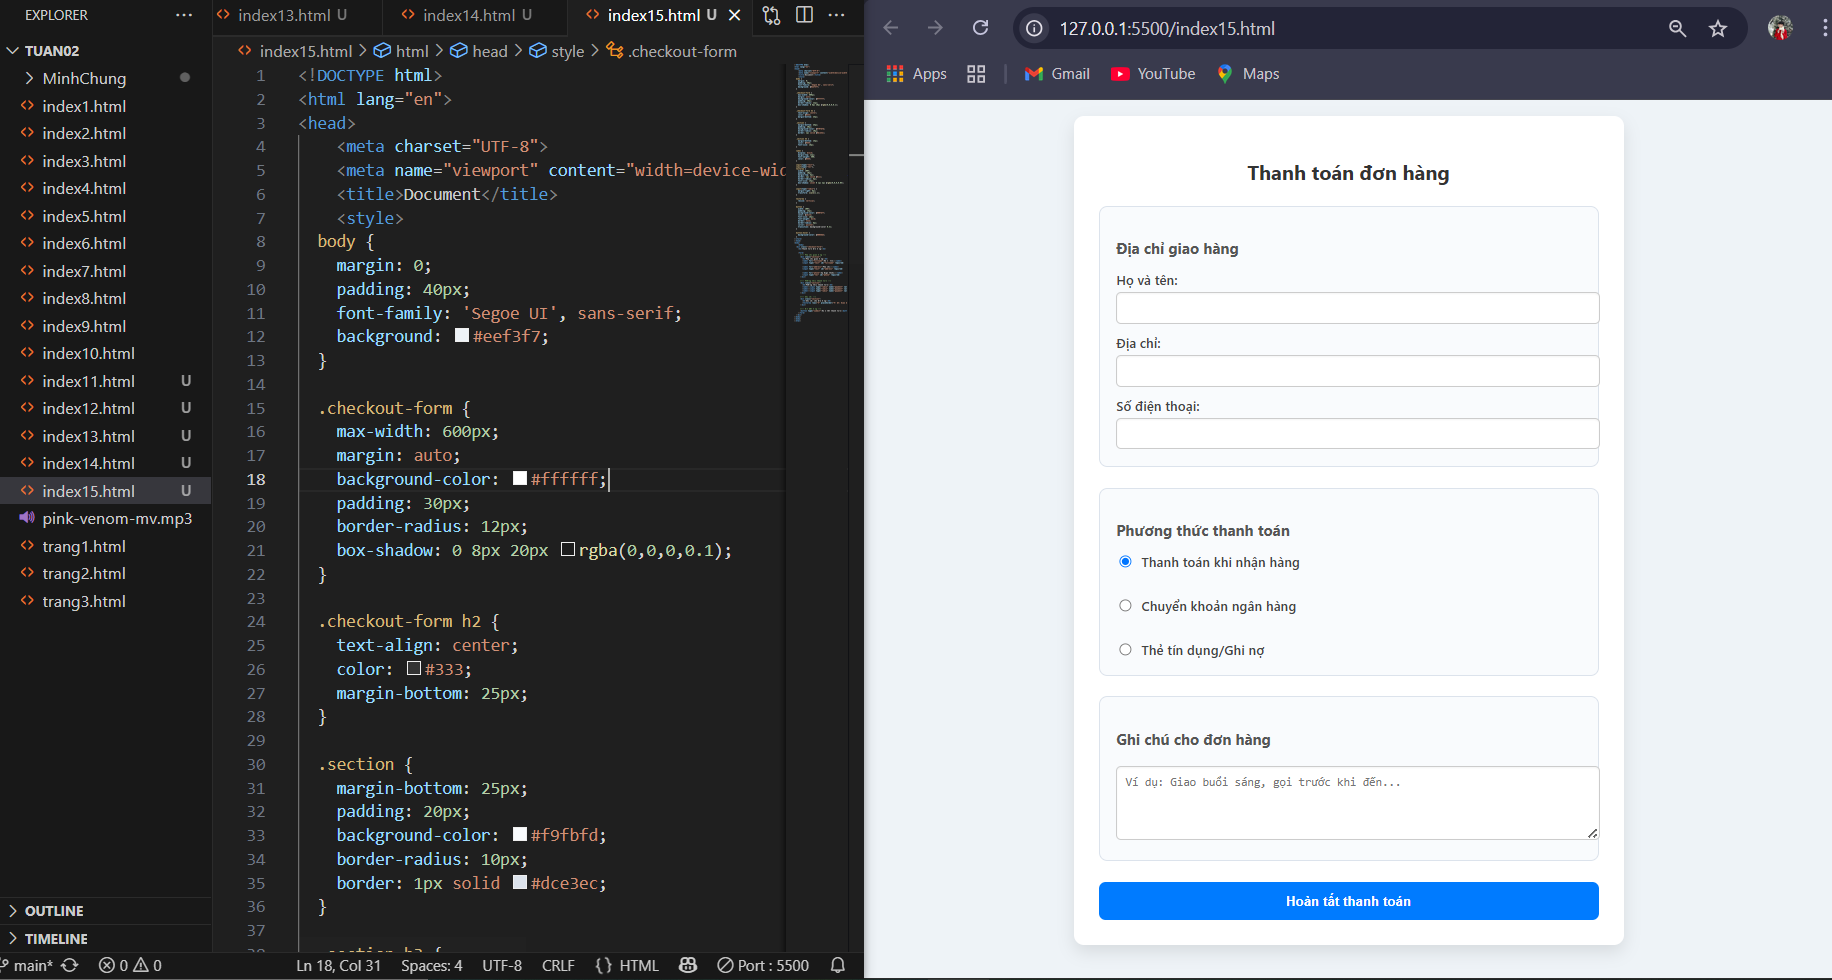 EXPLORER
TUAN02
MinhChung
index1.html
index2.html
index3.html
index4.html
index5.html
index6.html
index7.html
index8.html
index9.html
index10.html
index11.html U
index12.html U
index13.html U
index14.html U
index15.html U
pink-venom-mv.mp3
trang1.html
trang2.html
trang3.html
OUTLINE
TIMELINE
index13.html U
index14.html U
index15.html U
index15.html > html > head > style > .checkout-form
1 <!DOCTYPE html>
2 <html lang="en">
3 <head>
4 <meta charset="UTF-8">
5 <meta name="viewport" content="width=device-wid
6 <title>Document</title>
7 <style>
8 body {
9 margin: 0;
10 padding: 40px;
11 font-family: 'Segoe UI', sans-serif;
12 background: #eef3f7;
13 }
14
15 .checkout-form {
16 max-width: 600px;
17 margin: auto;
18 background-color: #ffffff;
19 padding: 30px;
20 border-radius: 12px;
21 box-shadow: 0 8px 20px rgba(0,0,0,0.1);
22 }
23
24 .checkout-form h2 {
25 text-align: center;
26 color: #333;
27 margin-bottom: 25px;
28 }
29
30 .section {
31 margin-bottom: 25px;
32 padding: 20px;
33 background-color: #f9fbfd;
34 border-radius: 10px;
35 border: 1px solid #dce3ec;
36 }
37
main* 0 0 Ln 18, Col 31 Spaces: 4 UTF-8 CRLF {} HTML Port : 5500
127.0.0.1:5500/index15.html
Apps Gmail YouTube Maps
Thanh toán đơn hàng
Địa chỉ giao hàng
Họ và tên:
Địa chỉ:
Số điện thoại:
Phương thức thanh toán
Thanh toán khi nhận hàng
Chuyển khoản ngân hàng
Thẻ tín dụng/Ghi nợ
Ghi chú cho đơn hàng
Ví dụ: Giao buổi sáng, gọi trước khi đến...
Hoàn tất thanh toán